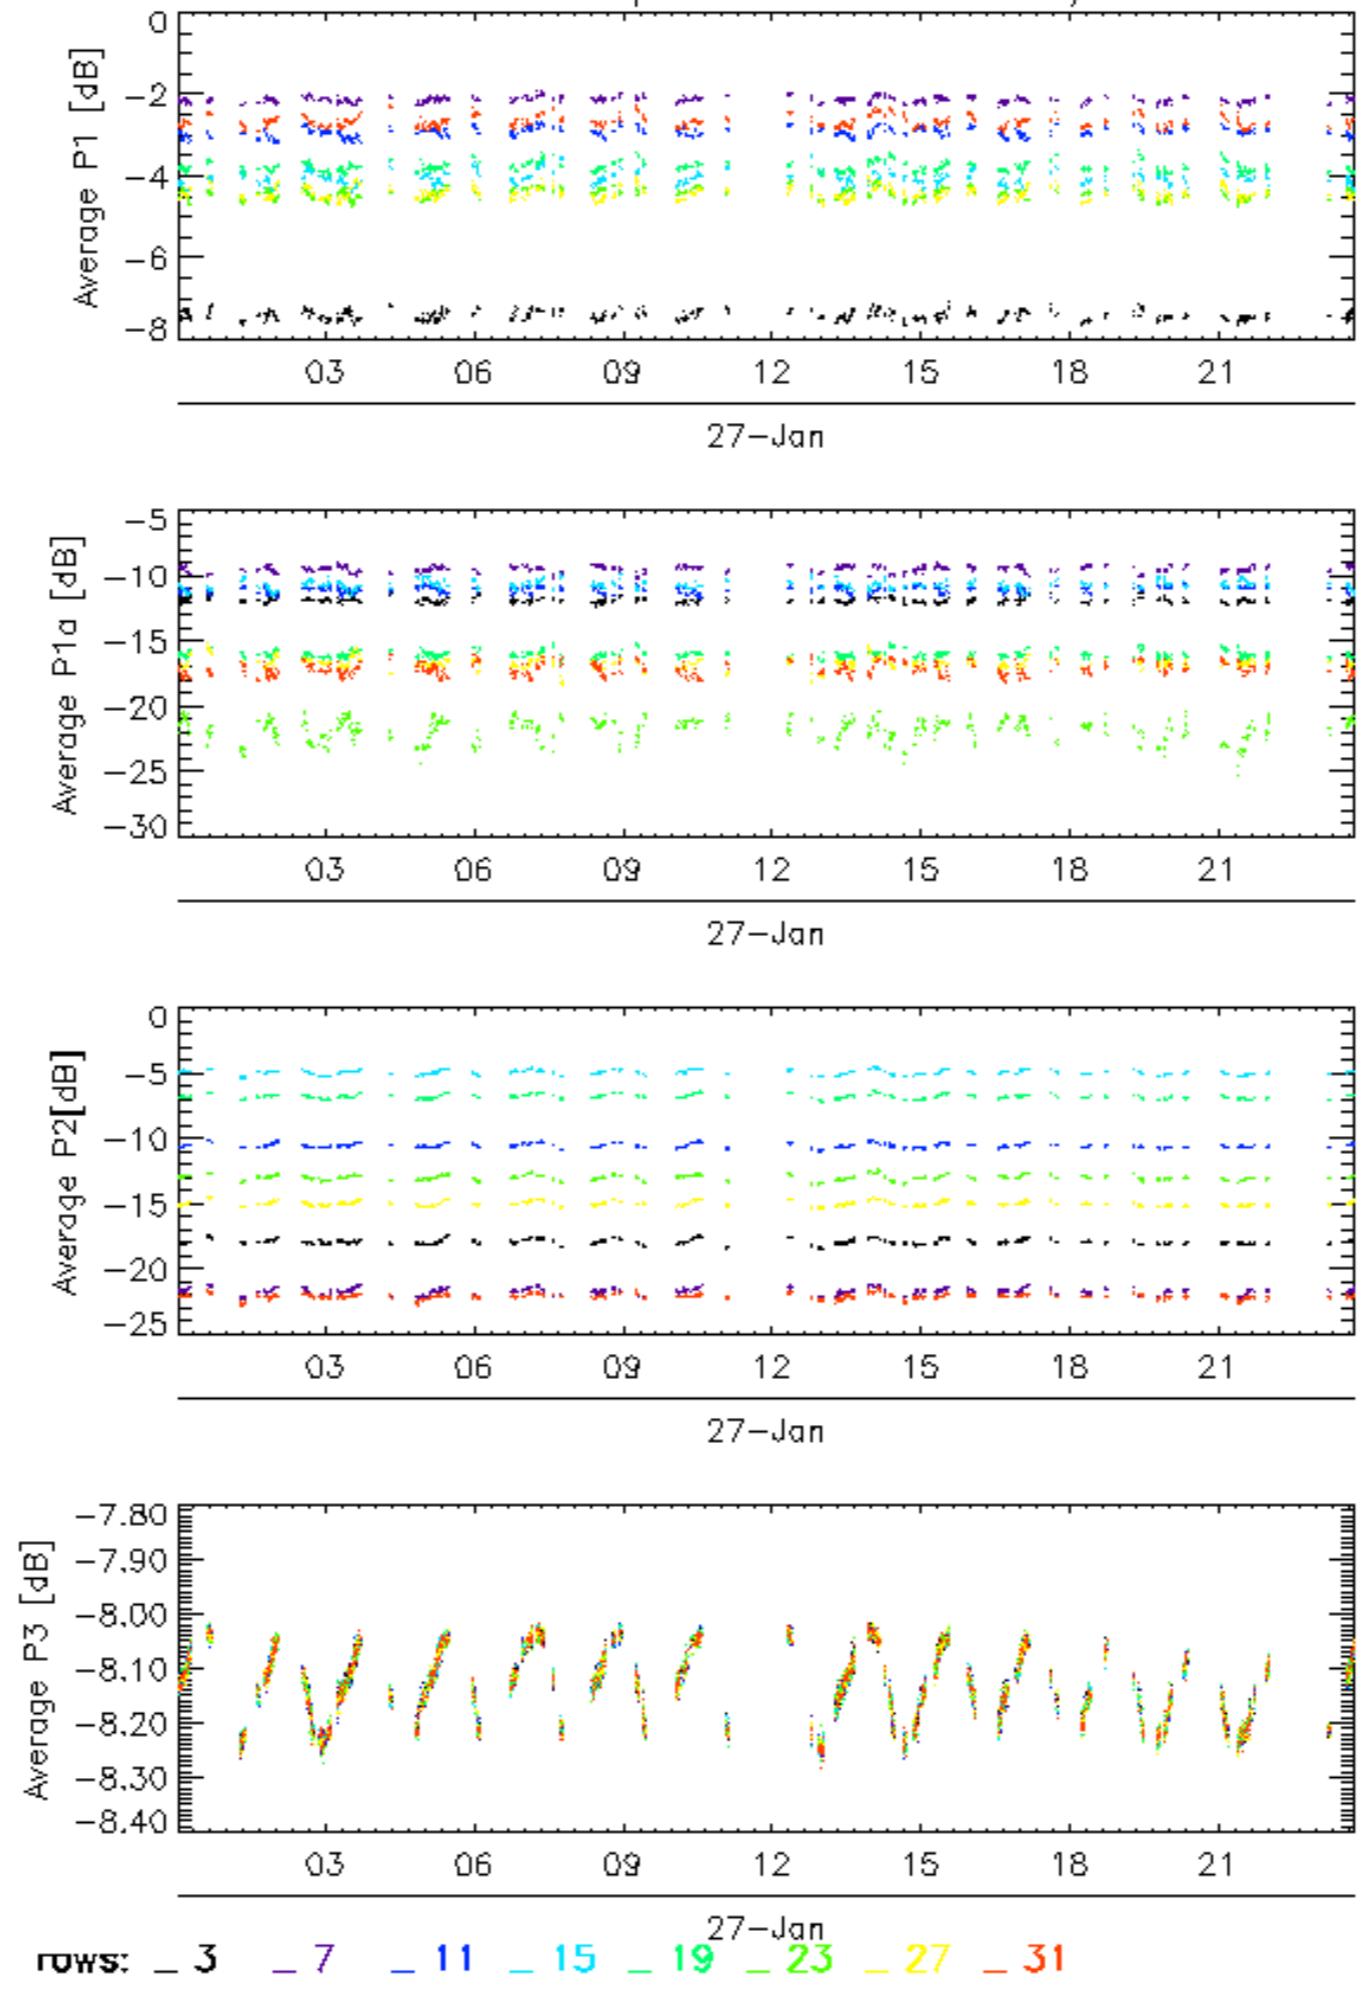 0
-2
-4
-6
-8
Average P1 [dB]
03 06 09 12 15 18 21
27-Jan
-5
-10
-15
-20
-25
-30
Average P1a [dB]
03 06 09 12 15 18 21
27-Jan
0
-5
-10
-15
-20
-25
Average P2[dB]
03 06 09 12 15 18 21
27-Jan
-7.80
-7.90
-8.00
-8.10
-8.20
-8.30
-8.40
Average P3 [dB]
03 06 09 12 15 18 21
27-Jan
rows: _ 3 _ 7 _ 11 _ 15 _ 19 _ 23 _ 27 _ 31